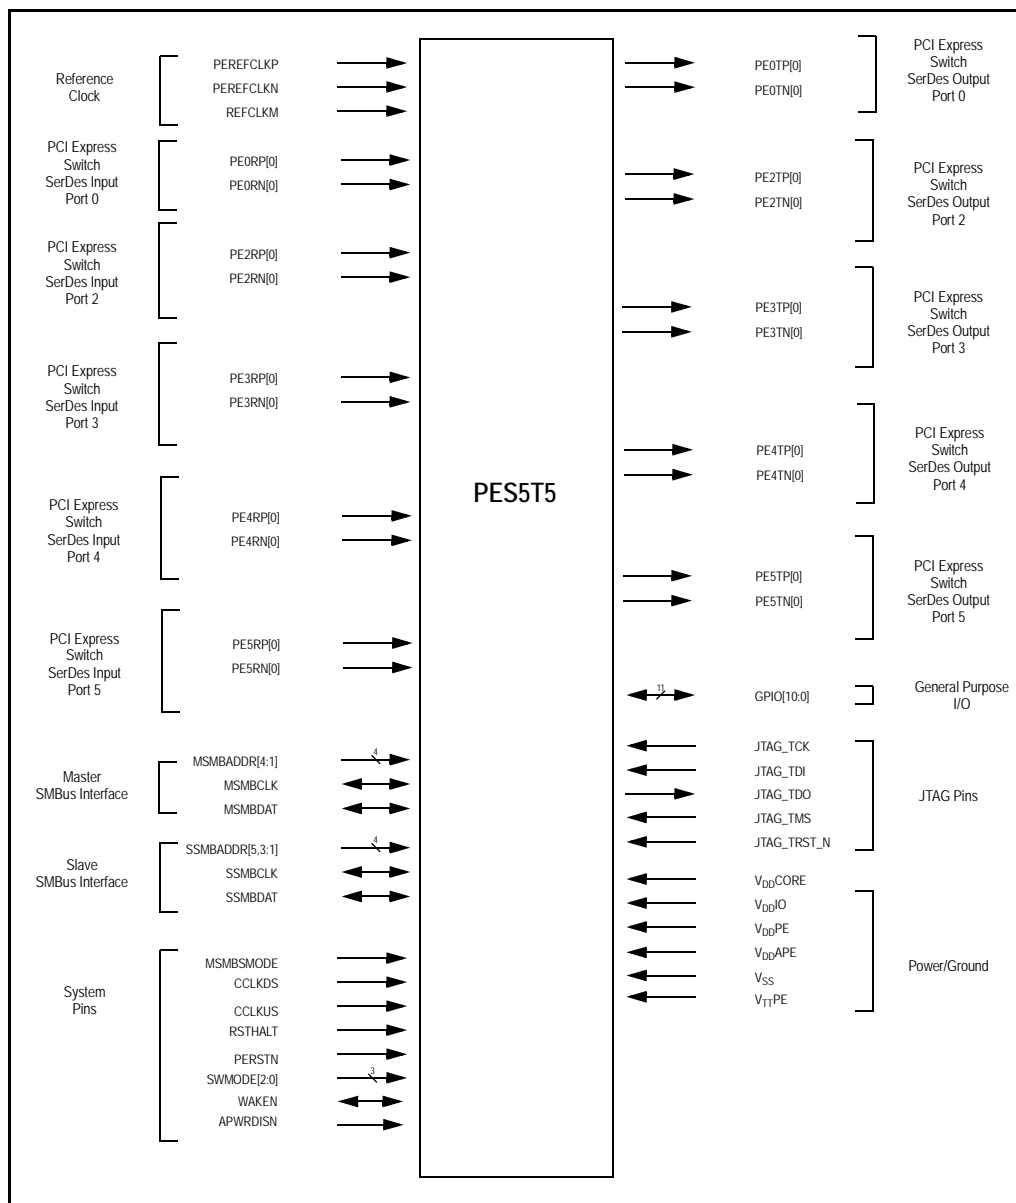 Reference
Clock
PEREFCLKP
PEREFCLKN
REFCLKM
PCI Express
Switch
SerDes Input
Port 0
PE0RP[0]
PE0RN[0]
PCI Express
Switch
SerDes Input
Port 2
PE2RP[0]
PE2RN[0]
PCI Express
Switch
SerDes Input
Port 3
PE3RP[0]
PE3RN[0]
PCI Express
Switch
SerDes Input
Port 4
PE4RP[0]
PE4RN[0]
PCI Express
Switch
SerDes Input
Port 5
PE5RP[0]
PE5RN[0]
Master
SMBus Interface
MSMBADDR[4:1]
4
MSMBCLK
MSMBDAT
Slave
SMBus Interface
SSMBADDR[5,3:1]
4
SSMBCLK
SSMBDAT
System
Pins
MSMBSMODE
CCLKDS
CCLKUS
RSTHALT
PERSTN
SWMODE[2:0]
3
WAKEN
APWRDISN
PES5T5
PE0TP[0]
PE0TN[0]
PCI Express
Switch
SerDes Output
Port 0
PE2TP[0]
PE2TN[0]
PCI Express
Switch
SerDes Output
Port 2
PE3TP[0]
PE3TN[0]
PCI Express
Switch
SerDes Output
Port 3
PE4TP[0]
PE4TN[0]
PCI Express
Switch
SerDes Output
Port 4
PE5TP[0]
PE5TN[0]
PCI Express
Switch
SerDes Output
Port 5
11
GPIO[10:0]
General Purpose
I/O
JTAG_TCK
JTAG_TDI
JTAG_TDO
JTAG_TMS
JTAG_TRST_N
JTAG Pins
VDDCORE
VDDIO
VDDPE
VDDAPE
VSS
VTTPE
Power/Ground